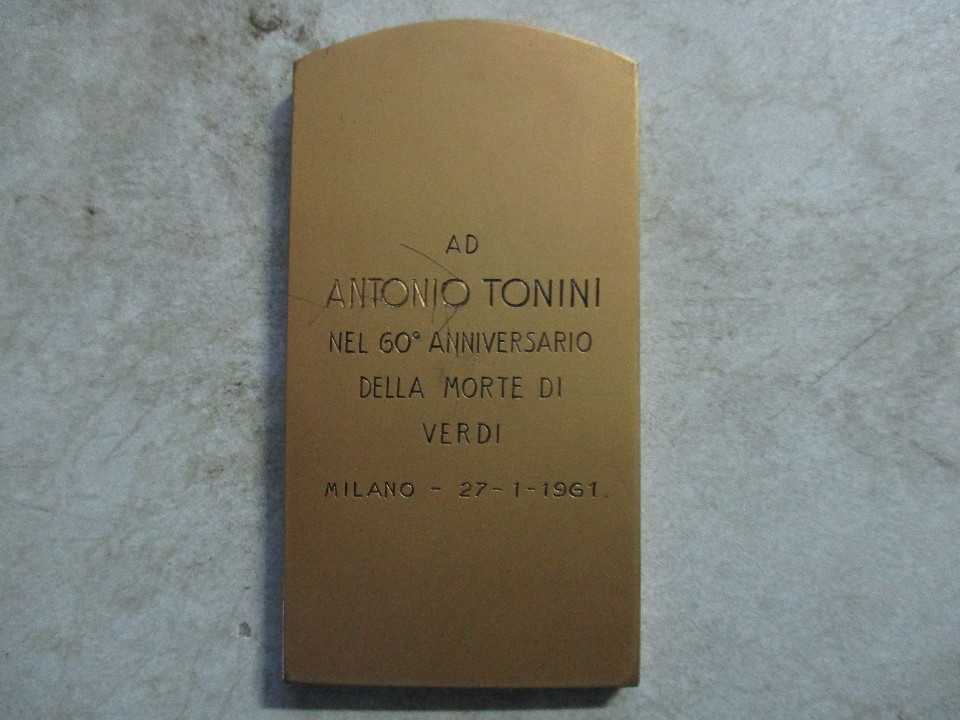 AD
ANTONIO TONINI
NEL 60° ANNIVERSARIO
DELLA MORTE DI
VERDI
MILANO - 27-1-1961